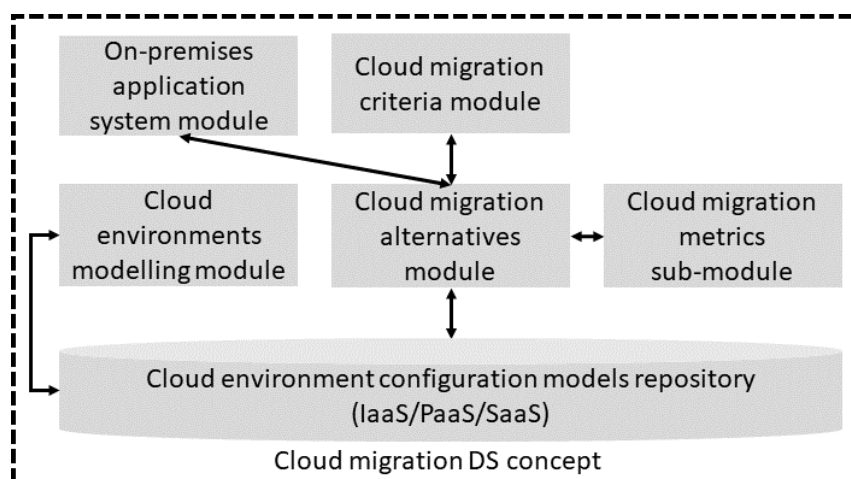 On-premises
application
system module
Cloud migration
criteria module
Cloud
environments
modelling module
Cloud migration
alternatives
module
Cloud migration
metrics
sub-module
Cloud environment configuration models repository
(IaaS/PaaS/SaaS)
Cloud migration DS concept